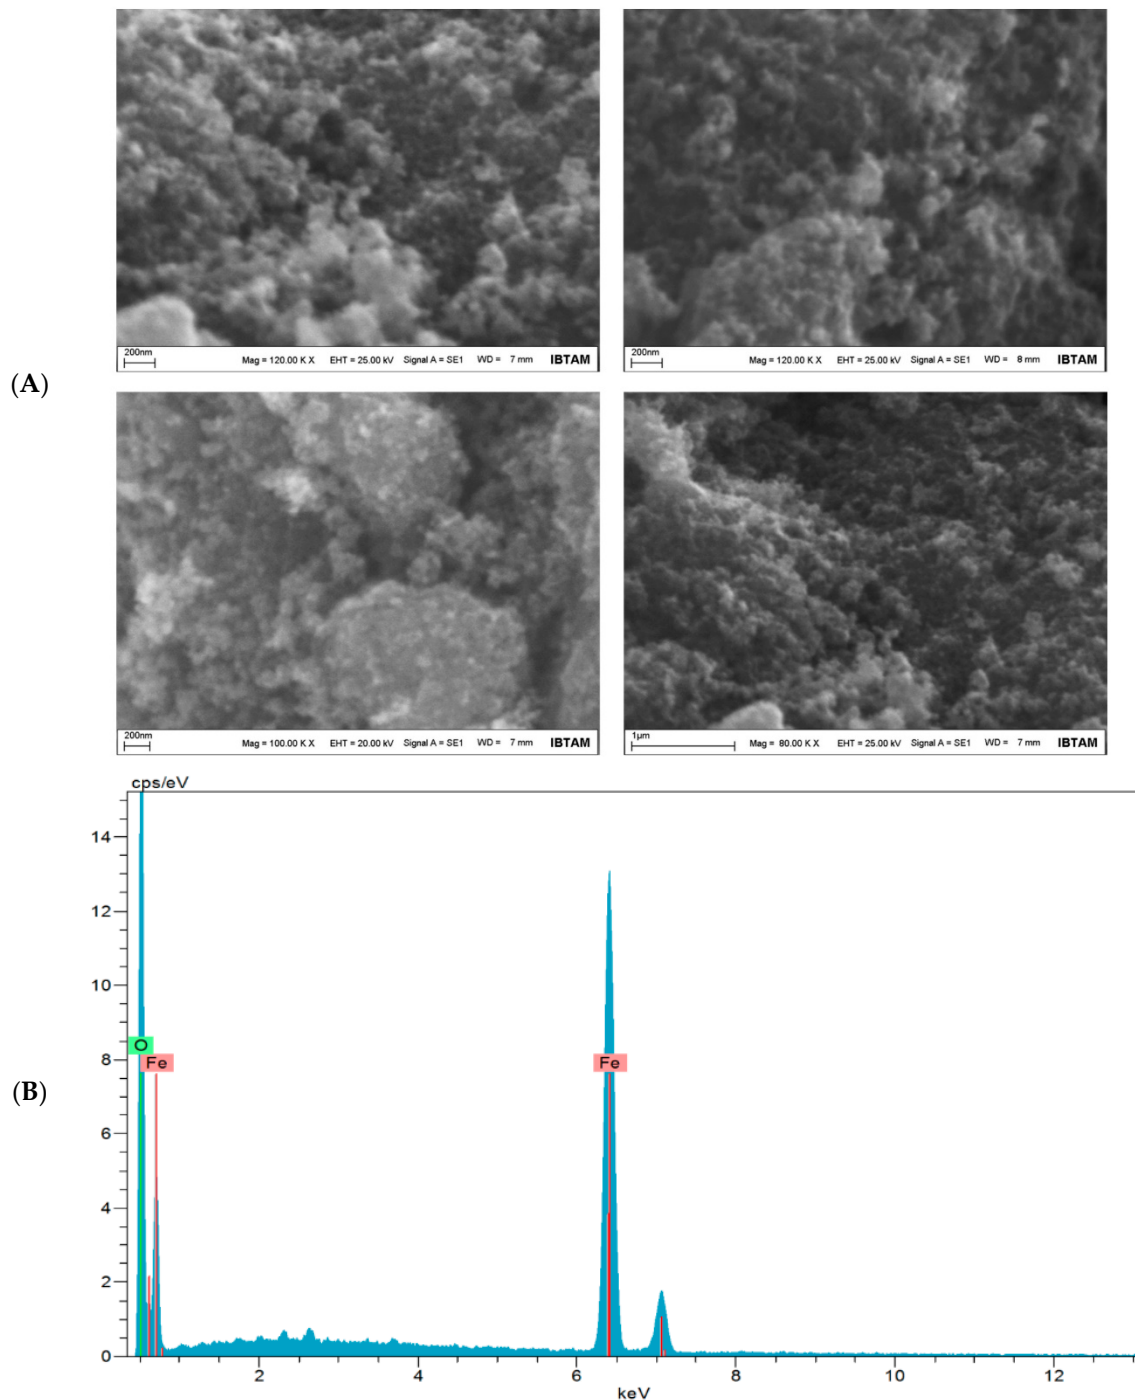 200nm Mag = 120.00 K X EHT = 25.00 kV Signal A = SE1 WD = 7 mm IBTAM
200nm Mag = 120.00 K X EHT = 25.00 kV Signal A = SE1 WD = 8 mm IBTAM
(A)
200nm Mag = 100.00 K X EHT = 20.00 kV Signal A = SE1 WD = 7 mm IBTAM
1µm Mag = 80.00 K X EHT = 25.00 kV Signal A = SE1 WD = 7 mm IBTAM
cps/eV
14
12
10
O
Fe
Fe
8
(B)
6
4
2
0
2 4 6 8 10 12
keV